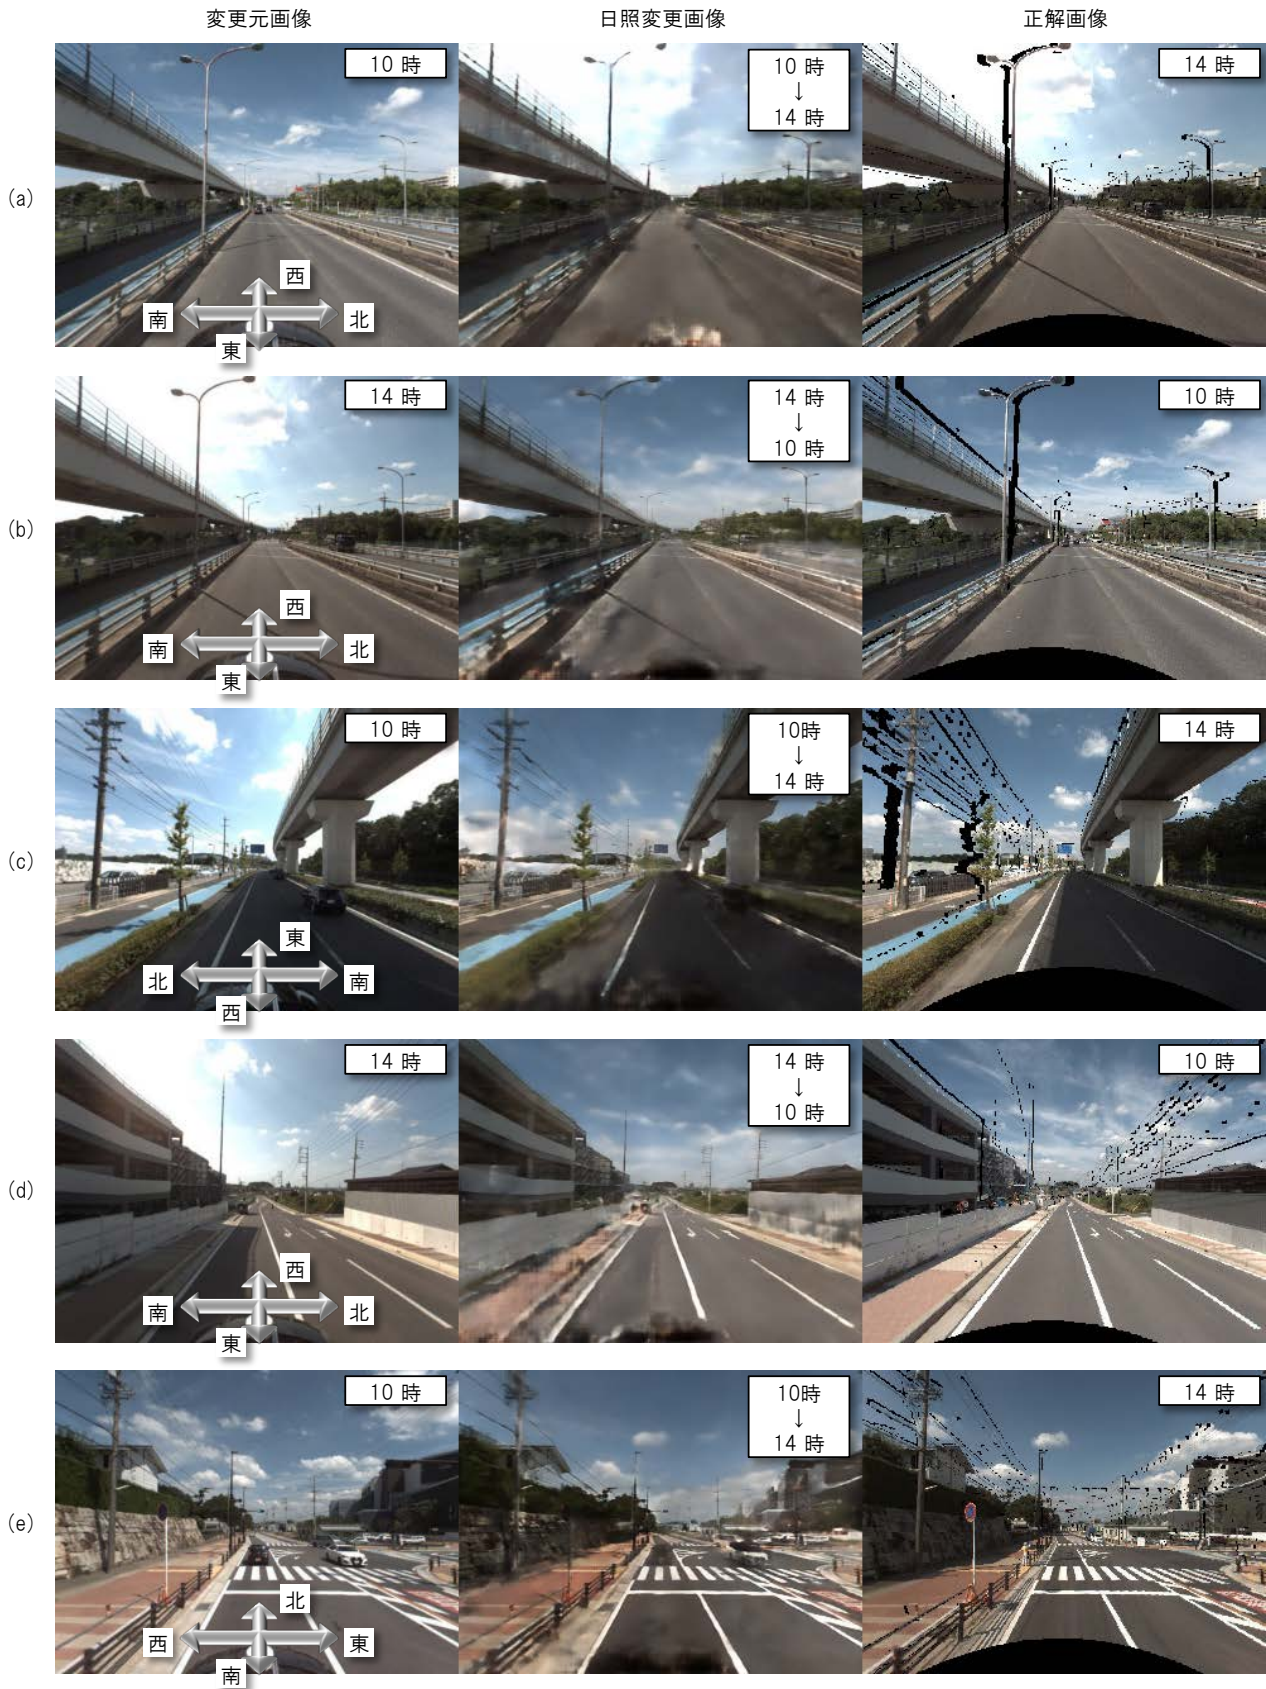 変更元画像 日照変更画像 正解画像
(a)
10 時
西
南 北
東
10 時
↓
14 時
14 時
(b)
14 時
西
南 北
東
14 時
↓
10 時
10 時
(c)
10 時
東
北 南
西
10時
↓
14 時
14 時
(d)
14 時
西
南 北
東
14 時
↓
10 時
10 時
(e)
10 時
北
西 東
南
10時
↓
14 時
14 時